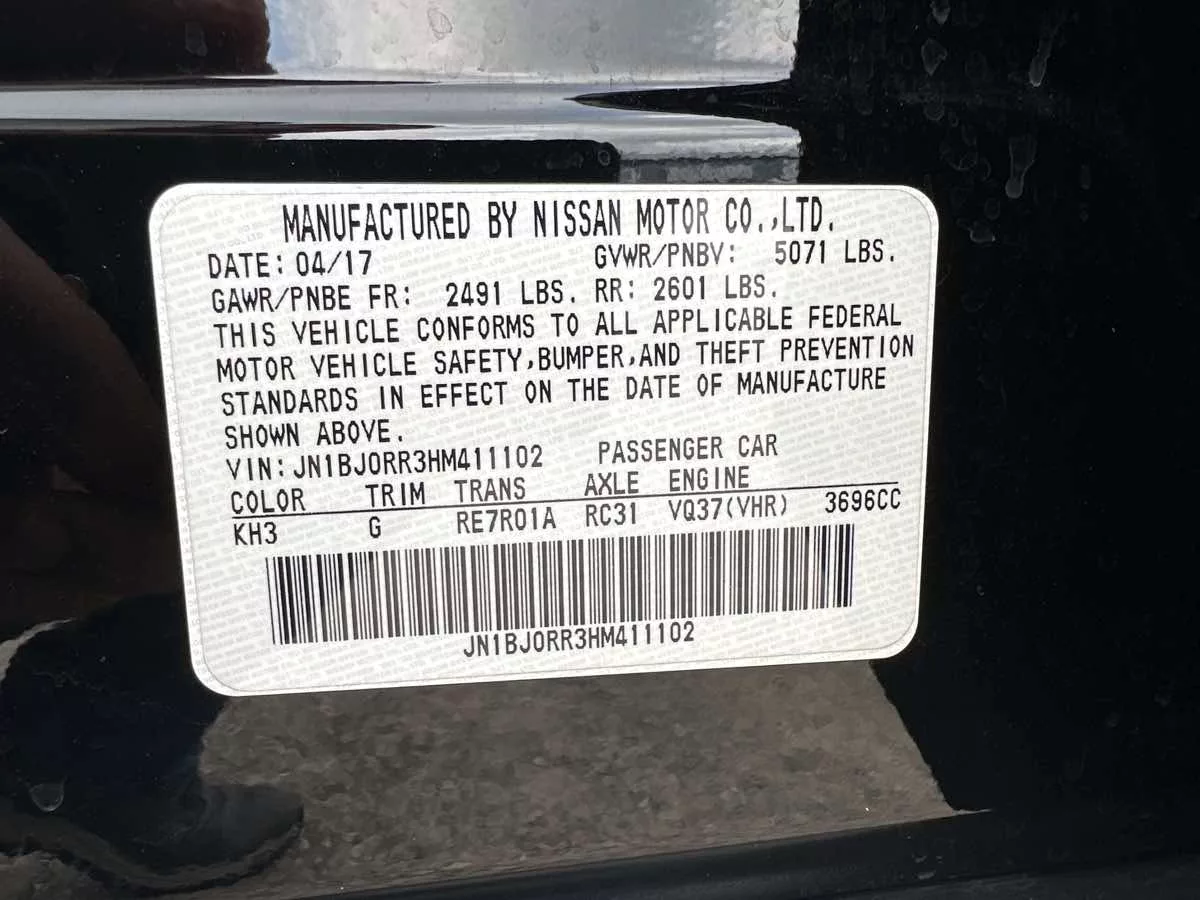 MANUFACTURED BY NISSAN MOTOR CO.,LTD.
DATE: 04/17 GVWR/PNBV: 5071 LBS.
GAWR/PNBE FR: 2491 LBS. RR: 2601 LBS.
THIS VEHICLE CONFORMS TO ALL APPLICABLE FEDERAL
MOTOR VEHICLE SAFETY,BUMPER,AND THEFT PREVENTION
STANDARDS IN EFFECT ON THE DATE OF MANUFACTURE
SHOWN ABOVE.
VIN:JN1BJ0RR3HM411102 PASSENGER CAR
COLOR TRIM TRANS AXLE ENGINE
KH3 G RE7R01A RC31 VQ37(VHR) 3696CC
JN1BJ0RR3HM411102